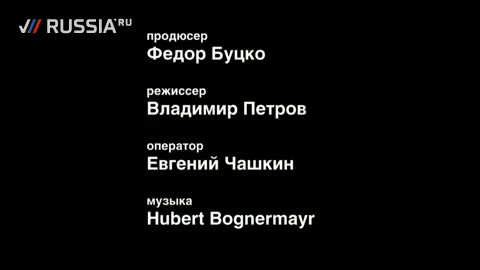 RUSSIA.RU
продюсер
Федор Буцко
режиссер
Владимир Петров
оператор
Евгений Чашкин
музыка
Hubert Bognermayr